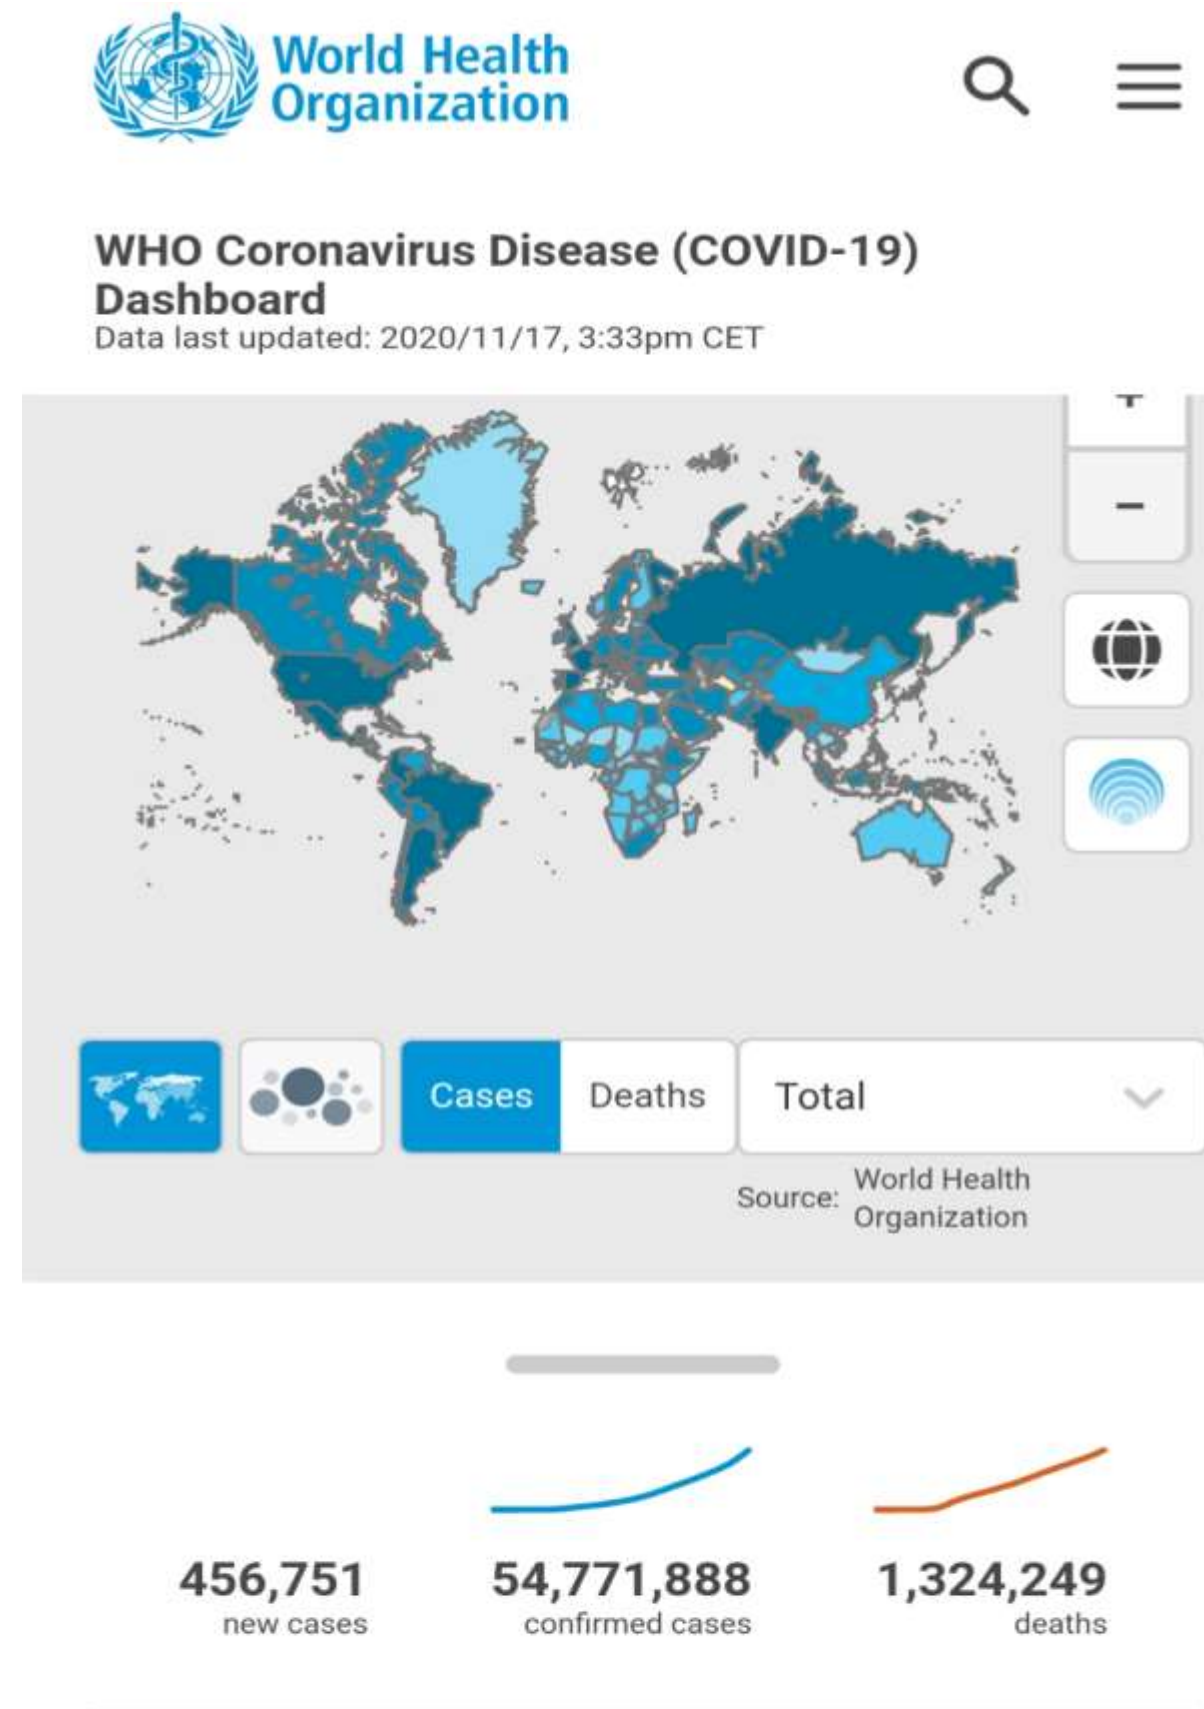 World Health
Organization
WHO Coronavirus Disease (COVID-19)
Dashboard
Data last updated: 2020/11/17, 3:33pm CET
Cases
Deaths
Total
Source:
World Health
Organization
456,751
new cases
54,771,888
confirmed cases
1,324,249
deaths